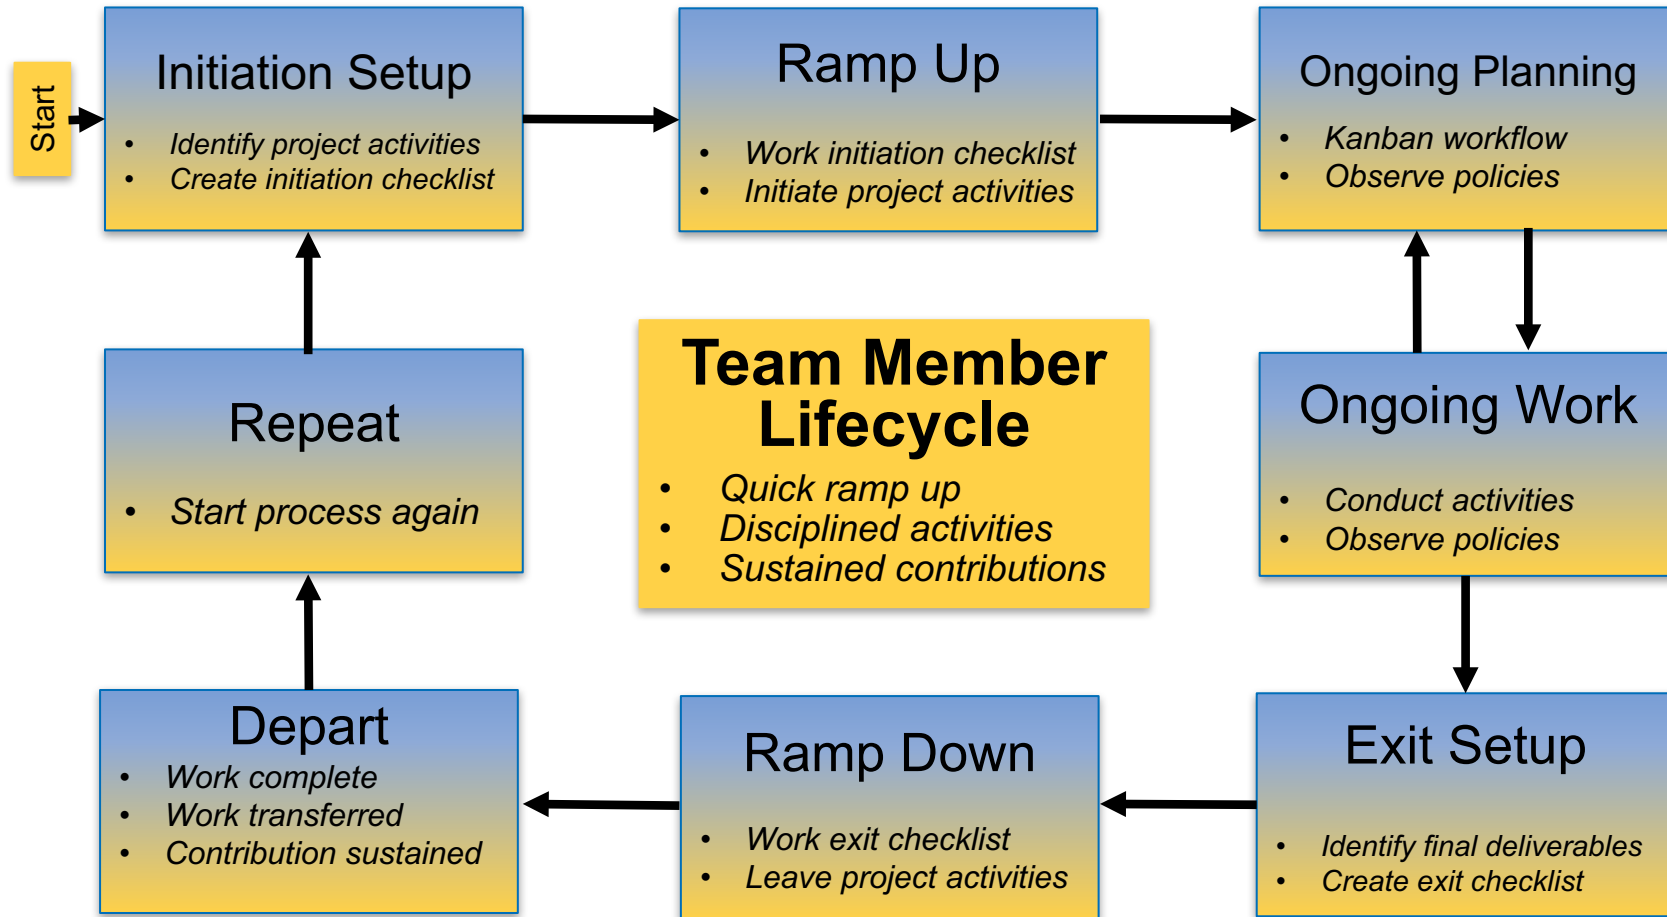 Start
Initiation Setup
• Identify project activities
• Create initiation checklist
Ramp Up
• Work initiation checklist
• Initiate project activities
Ongoing Planning
• Kanban workflow
• Observe policies
Repeat
• Start process again
Team Member
Lifecycle
• Quick ramp up
• Disciplined activities
• Sustained contributions
Ongoing Work
• Conduct activities
• Observe policies
Depart
• Work complete
• Work transferred
• Contribution sustained
Ramp Down
• Work exit checklist
• Leave project activities
Exit Setup
• Identify final deliverables
• Create exit checklist